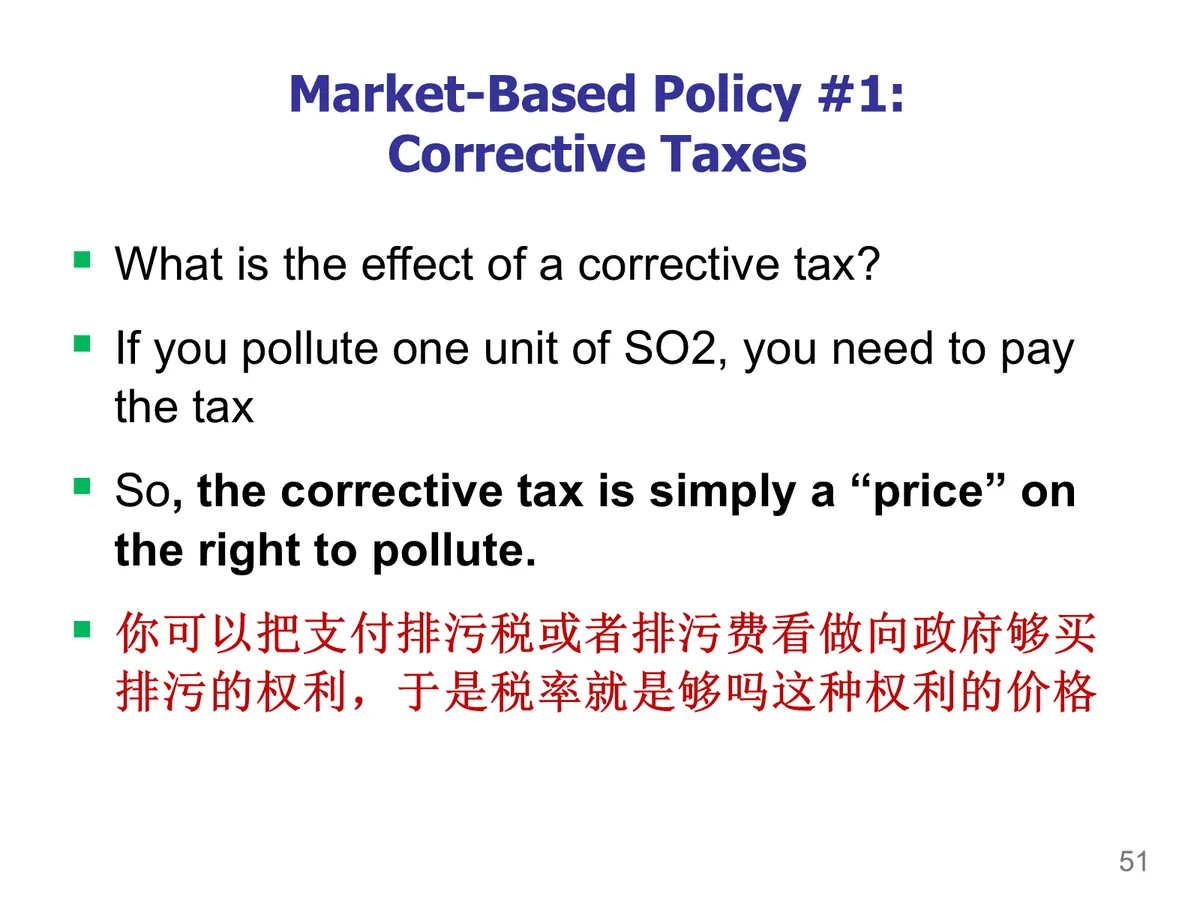 Market-Based Policy #1:
Corrective Taxes
What is the effect of a corrective tax?
If you pollute one unit of SO2, you need to pay
the tax
So, the corrective tax is simply a “price” on
the right to pollute.
你可以把支付排污税或者排污费看做向政府够买
排污的权利，于是税率就是够吗这种权利的价格
51